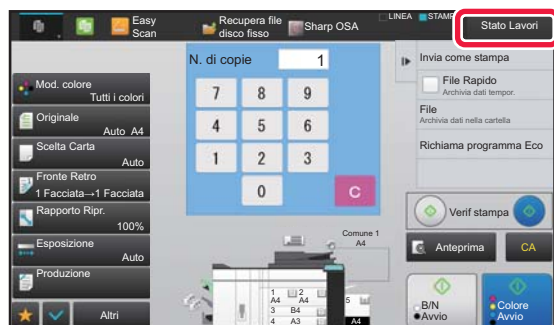 Easy
Scan
Recupera file
disco fisso
Sharp OSA
LINEA
STAMP
Stato Lavori
N. di copie
1
7 8 9
4 5 6
1 2 3
0 C
Mod. colore
Tutti i colori
Originale
Auto A4
Scelta Carta
Auto
Fronte Retro
1 Facciata→1 Facciata
Rapporto Ripr.
100%
Esposizione
Auto
Produzione
Altri
Invia come stampa
File Rapido
Archivia dati tempor.
File
Archivia dati nella cartella
Richiama programma Eco
Verif stampa
Anteprima
CA
B/N
Avvio
Colore
Avvio
Comune 1
A4
1 2
A4 A4
3 B4
4 A3
5
A4